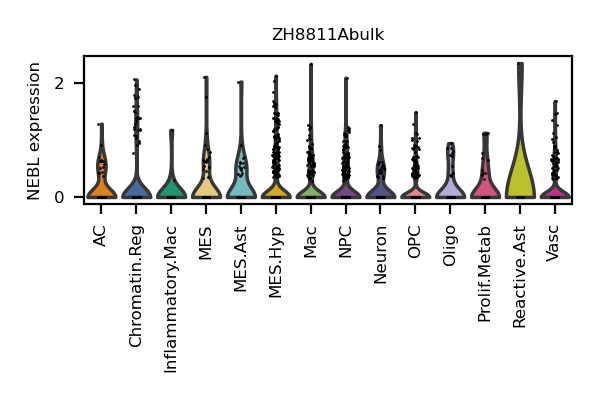 ZH8811Abulk
NEBL expression
2
0
AC
Chromatin.Reg
Inflammatory.Mac
MES
MES.Ast
MES.Hyp
Mac
NPC
Neuron
OPC
Oligo
Prolif.Metab
Reactive.Ast
Vasc